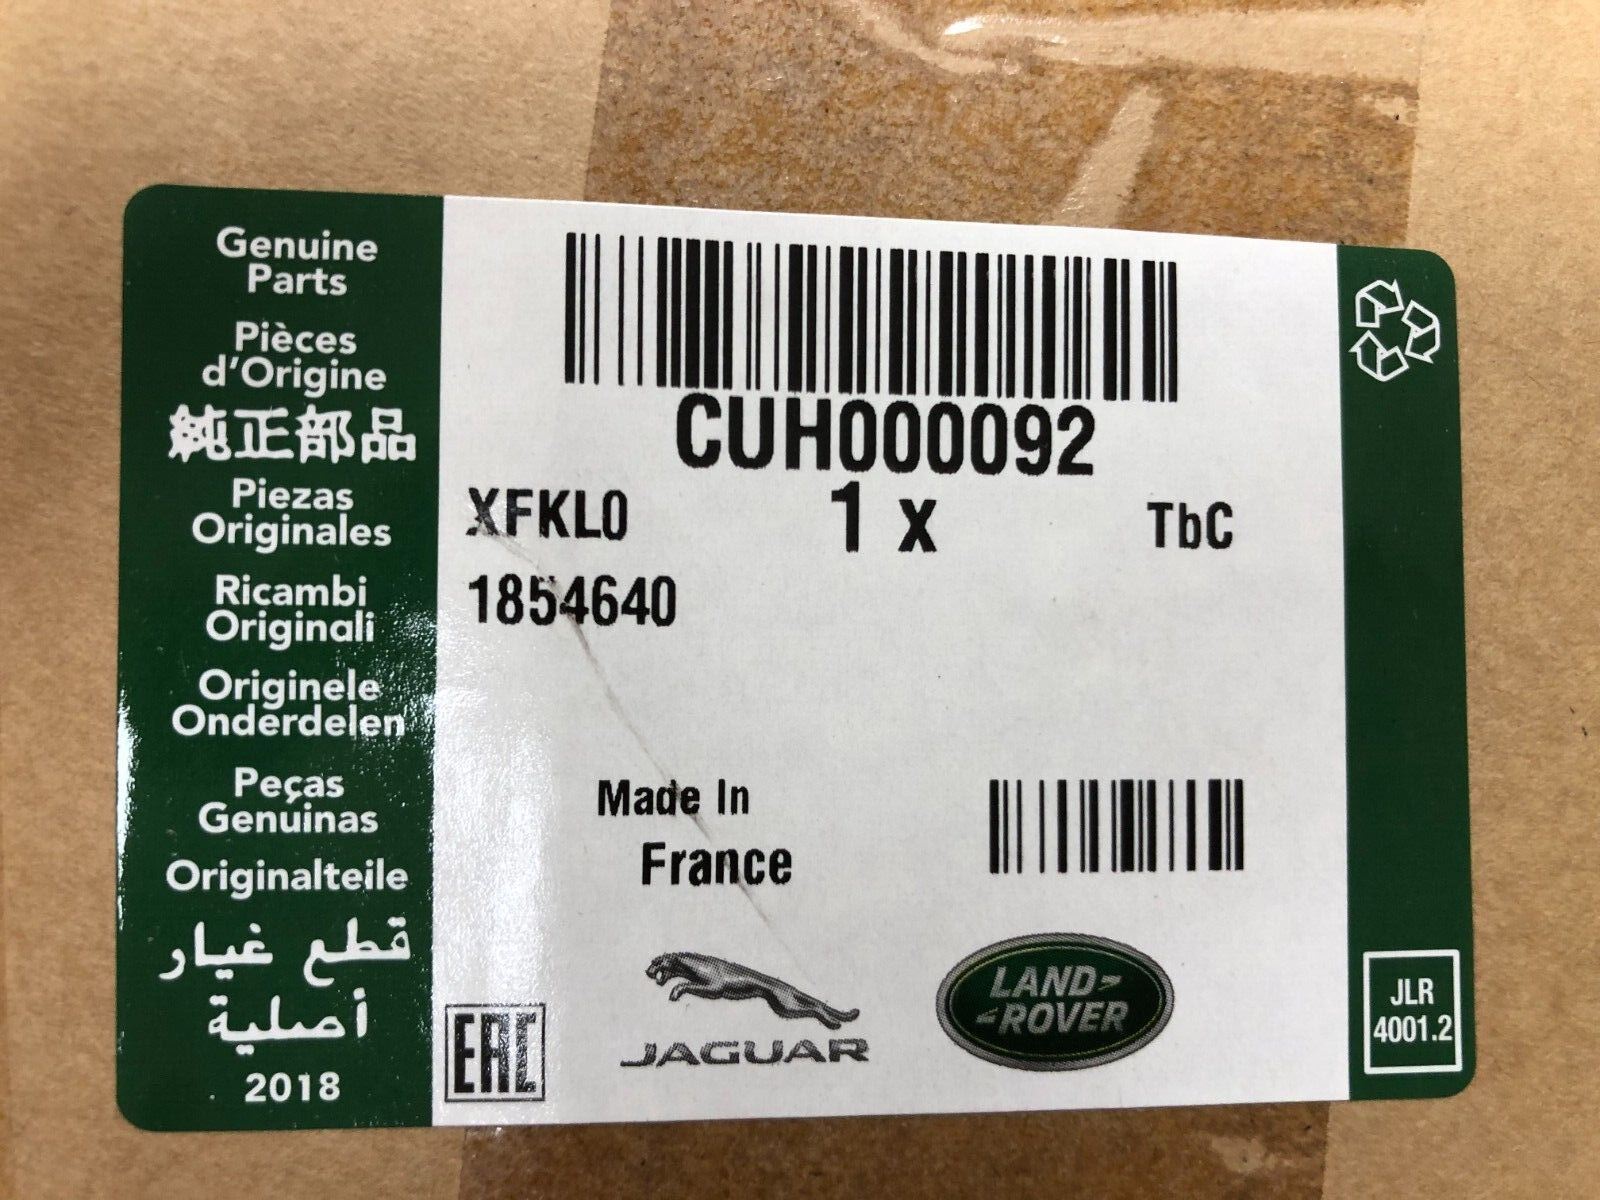 Genuine
Parts
Pièces
d'Origine
純正部品
Piezas
Originales
Ricambi
Originali
Originele
Onderdelen
Peças
Genuinas
Originalteile
قطع غيار
أصلية
2018
CUH000092
XFKL0 1 x TbC
1854640
Made In
France
EAC
JAGUAR
LAND-
-ROVER
JLR
4001.2